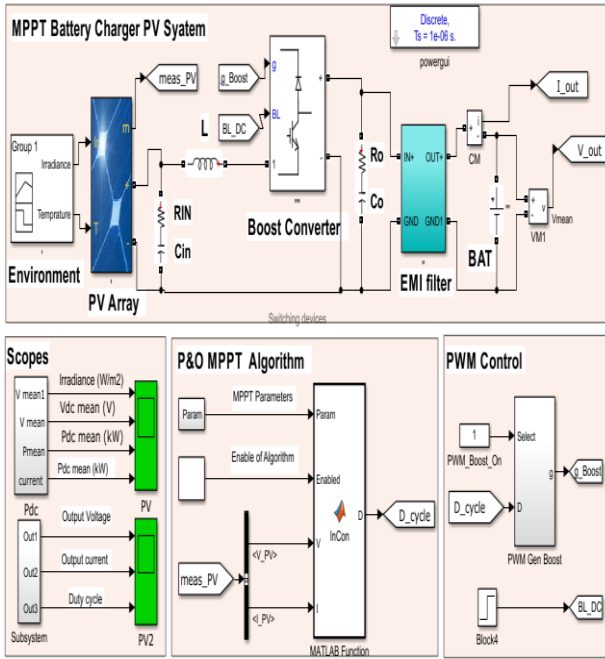 MPPT Battery Charger PV Syatem
Discrete,
Ts = 1e-06 s.
powergui
meas_PV
g_Boost
BL_DC
L
g
BL
1
+
-
Boost Converter
Group 1
Irradiance
Temprature
Environment
m
+
-
T
PV Array
RIN
Cin
Ro
Co
IN+
OUT+
GND
GND1
EMI filter
+
i
-
CM
I_out
V_out
+
-
v
Vmean
VM1
+
BAT
Switching devices
Scopes
V mean1
V mean
Pmean
current
Pdc
Irradiance (W/m2)
Vdc mean (V)
Pdc mean (kW)
Pdc mean (kW)
PV
Out1
Out2
Out3
Subsystem
Output Voltage
Output current
Duty cycle
PV2
P&O MPPT Algorithm
Param
MPPT Parameters
Enable of Algorithm
meas_PV
<V_PV>
<I_PV>
Param
Enabled
V
I
D
InCon
MATLAB Function
D_cycle
PWM Control
1
PWM_Boost_On
D_cycle
Select
D
g
PWM Gen Boost
g_Boost
Block4
BL_DC